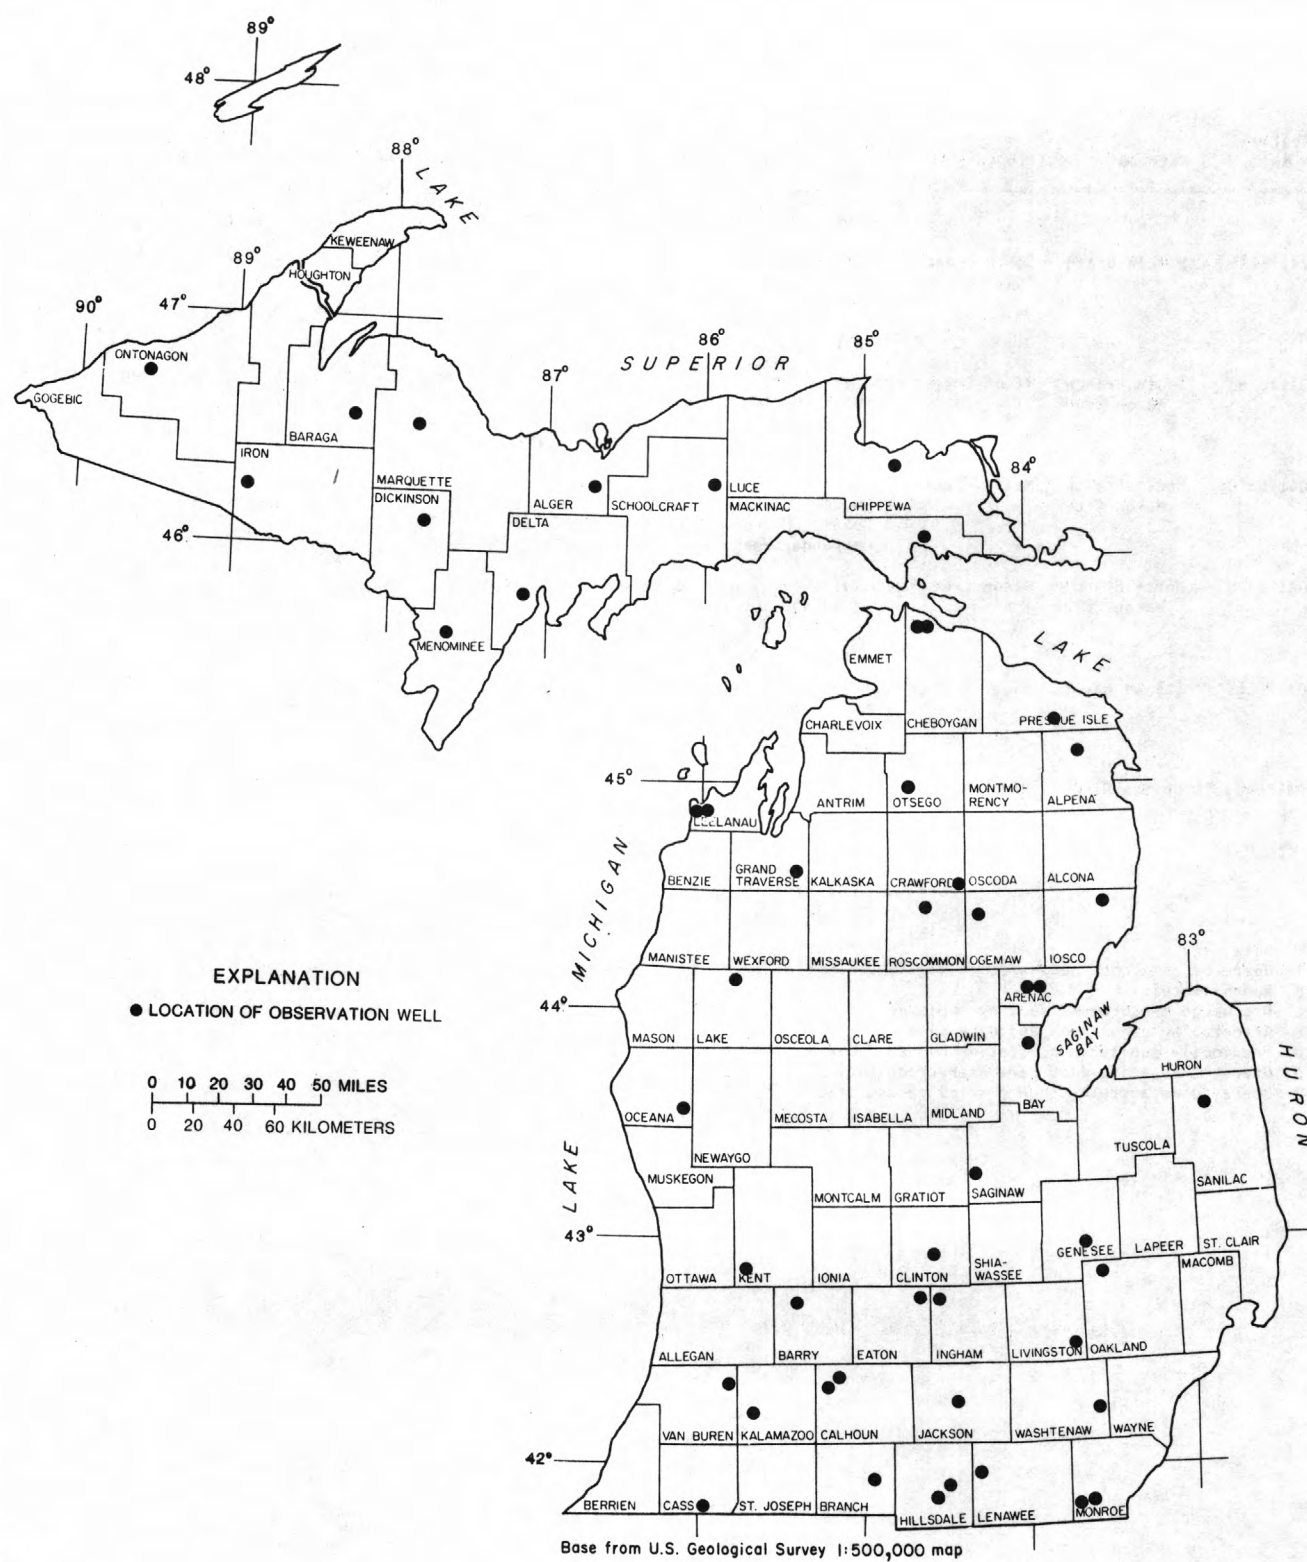 89°
48°
88°
LAKE
KEWEENAW
89°
HOUGHTON
90°
47°
ONTONAGON
86°
85°
SUPERIOR
87°
GOGEBIC
BARAGA
IRON
84°
MARQUETTE
DICKINSON
ALGER
SCHOOLCRAFT
LUCE
MACKINAC
CHIPPEWA
DELTA
46°
MENOMINEE
LAKE
EMMET
CHARLEVOIX
CHEBOYGAN
PRESQUE ISLE
45°
ANTRIM
OTSEGO
MONTMO-
RENCY
ALPENA
LEELANAU
MICHIGAN
BENZIE
GRAND
TRAVERSE
KALKASKA
CRAWFORD
OSCODA
ALCONA
83°
MANISTEE
WEXFORD
MISSAUKEE
ROSCOMMON
OGEMAW
IOSCO
EXPLANATION
LOCATION OF OBSERVATION WELL
44°
ARENAC
SAGINAW
BAY
MASON
LAKE
OSCEOLA
CLARE
GLADWIN
HURON
HURON
0 10 20 30 40 50 MILES
0 20 40 60 KILOMETERS
OCEANA
MECOSTA
ISABELLA
MIDLAND
BAY
NEWAYGO
TUSCOLA
LAKE
MUSKEGON
MONTCALM
GRATIOT
SAGINAW
SANILAC
43°
GENESEE
LAPEER
ST. CLAIR
OTTAWA
KENT
IONIA
CLINTON
SHIA-
WASSEE
MACOMB
ALLEGAN
BARRY
EATON
INGHAM
LIVINGSTON
OAKLAND
VAN BUREN
KALAMAZOO
CALHOUN
JACKSON
WASHTENAW
WAYNE
42°
BERRIEN
CASS
ST. JOSEPH
BRANCH
HILLSDALE
LENAWEE
MONROE
Base from U.S. Geological Survey 1:500,000 map